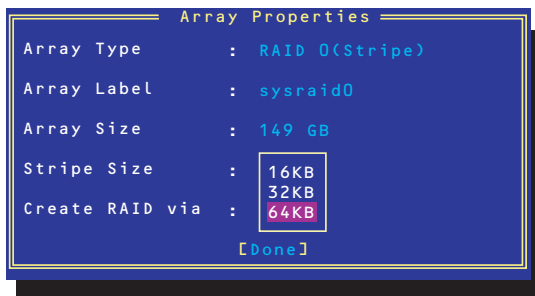 Array Properties
Array Type : RAID 0(Stripe)
Array Label : sysraid0
Array Size : 149 GB
Stripe Size :
16KB
32KB
64KB
Create RAID via :
[Done]